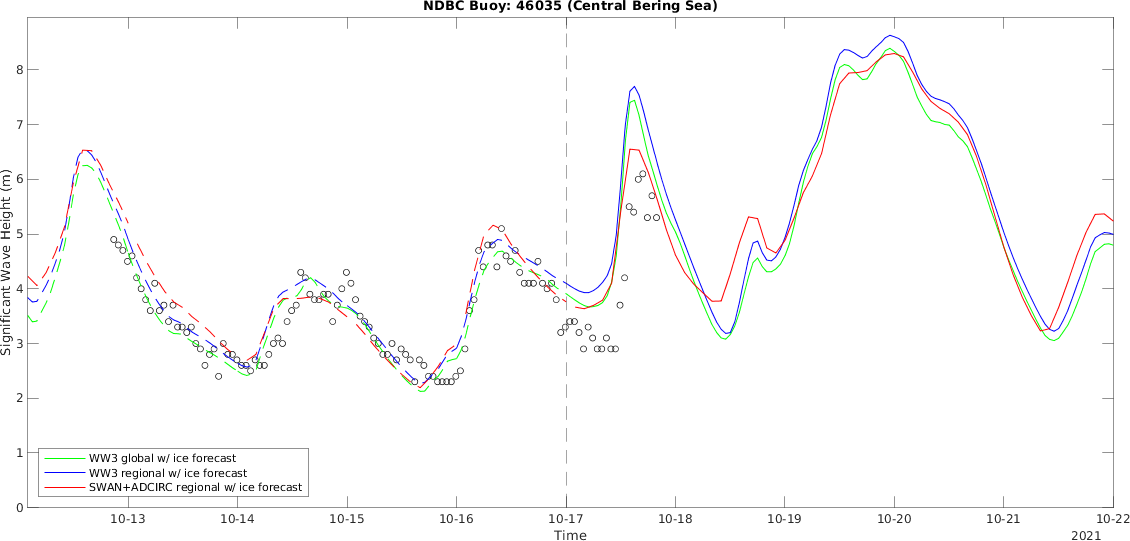 NDBC Buoy: 46035 (Central Bering Sea)
Significant Wave Height (m)
8
7
6
5
4
3
2
1
0
WW3 global w/ ice forecast
WW3 regional w/ ice forecast
SWAN+ADCIRC regional w/ ice forecast
10-13 10-14 10-15 10-16 10-17 10-18 10-19 10-20 10-21 10-22
Time
2021